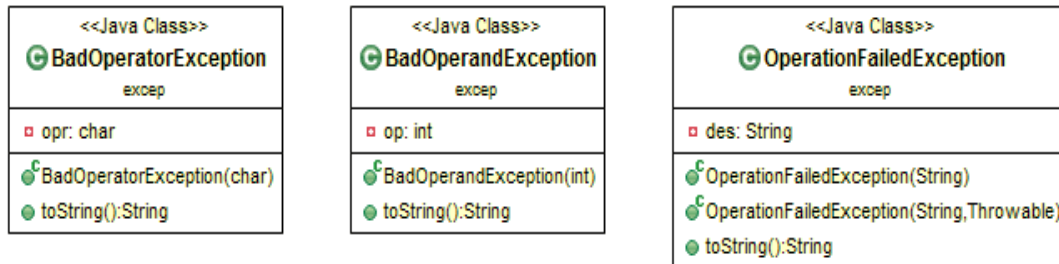 <<Java Class>>
BadOperatorException
excep
opr: char
BadOperatorException(char)
toString():String
<<Java Class>>
BadOperandException
excep
op: int
BadOperandException(int)
toString():String
<<Java Class>>
OperationFailedException
excep
des: String
OperationFailedException(String)
OperationFailedException(String,Throwable)
toString():String